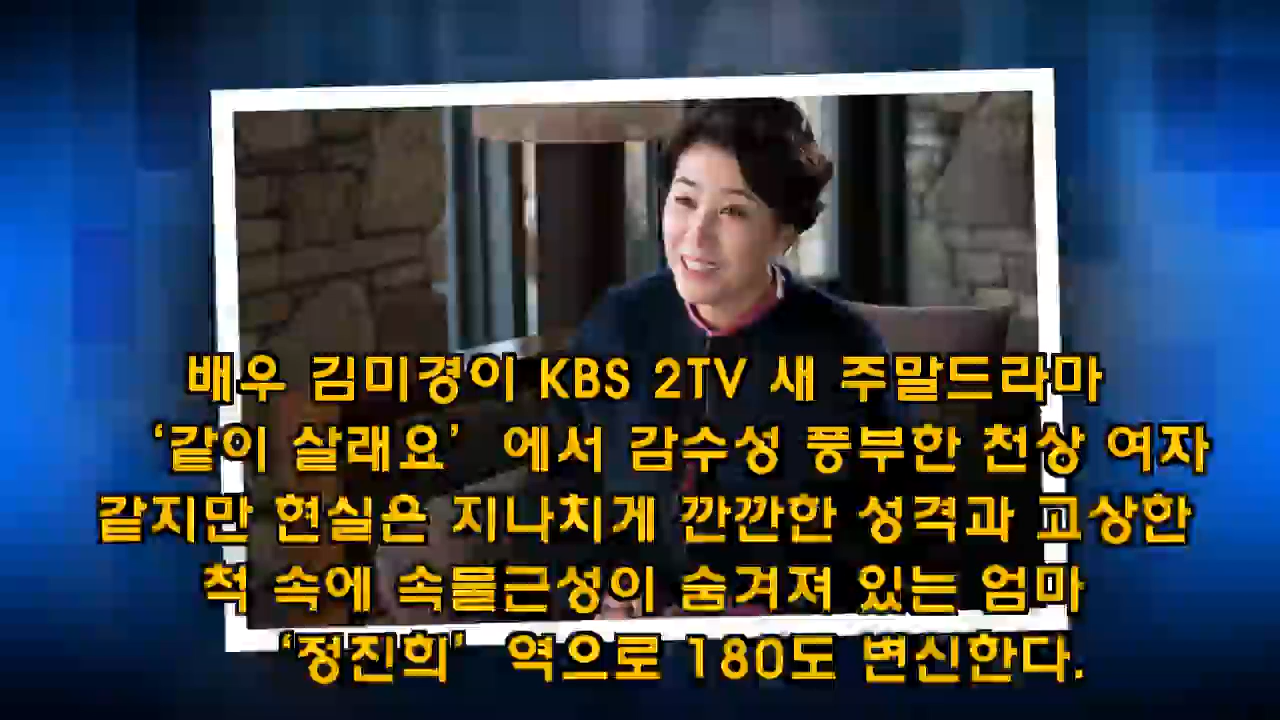 배우 김미경이 KBS 2TV 새 주말드라마
‘같이 살래요’ 에서 감수성 풍부한 천상 여자
같지만 현실은 지나치게 깐깐한 성격과 고상한
척 속에 속물근성이 숨겨져 있는 엄마
‘정진희’ 역으로 180도 변신한다.